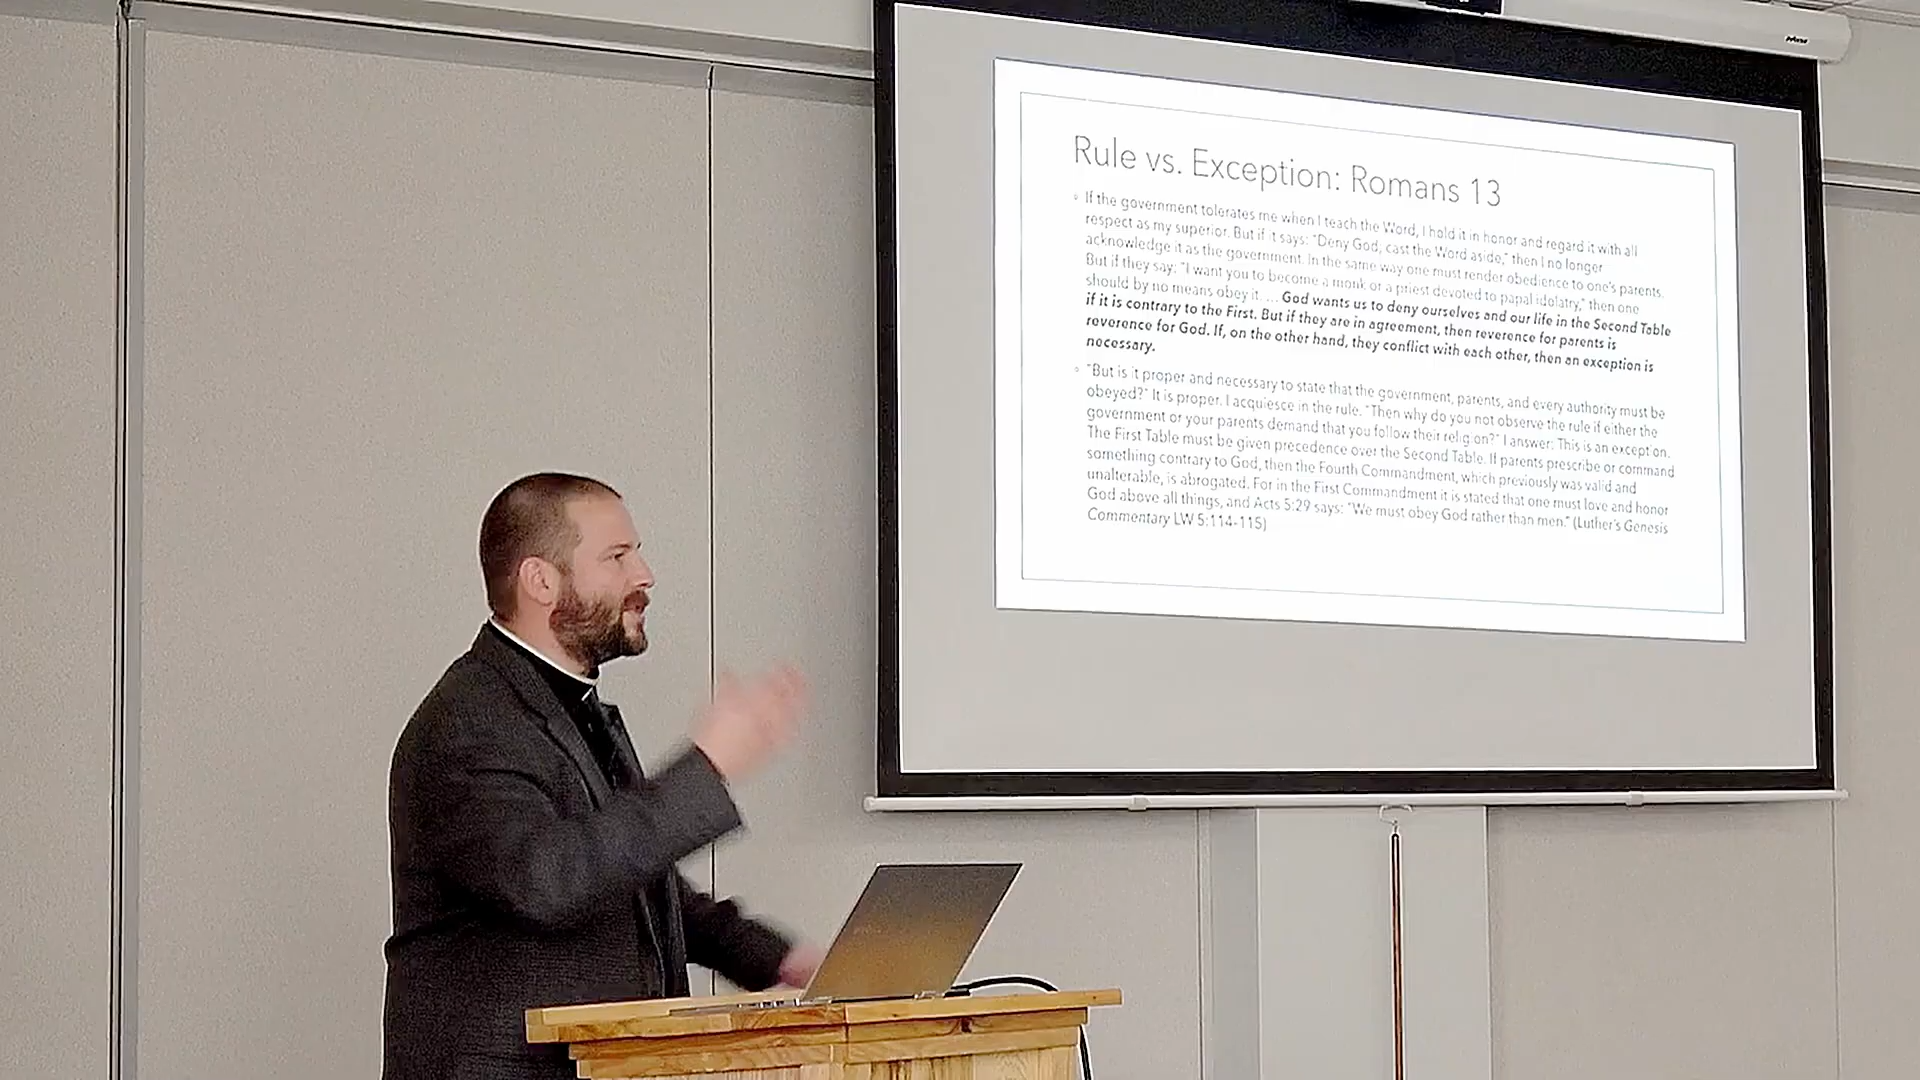 Rule vs. Exception: Romans 13
◦ If the government tolerates me when I teach the Word, I hold it in honor and regard it with all
respect as my superior. But if it says: "Deny God; cast the Word aside," then I no longer
acknowledge it as the government. In the same way one must render obedience to one's parents.
But if they say: "I want you to become a monk or a priest devoted to papal idolatry," then one
should by no means obey it. ... God wants us to deny ourselves and our life in the Second Table
if it is contrary to the First. But if they are in agreement, then reverence for parents is
reverence for God. If, on the other hand, they conflict with each other, then an exception is
necessary.
◦ "But is it proper and necessary to state that the government, parents, and every authority must be
obeyed?" It is proper. I acquiesce in the rule. "Then why do you not observe the rule if either the
government or your parents demand that you follow their religion?" I answer: This is an exception.
The First Table must be given precedence over the Second Table. If parents prescribe or command
something contrary to God, then the Fourth Commandment, which previously was valid and
unalterable, is abrogated. For in the First Commandment it is stated that one must love and honor
God above all things, and Acts 5:29 says: "We must obey God rather than men." (Luther's Genesis
Commentary LW 5:114-115)